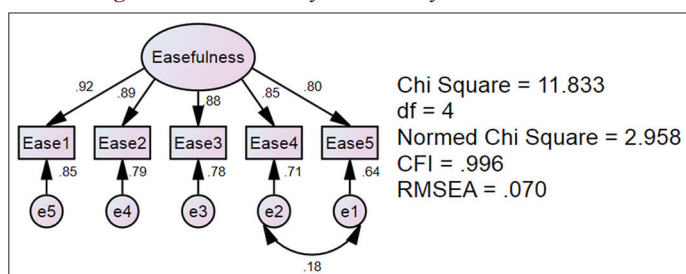 Easefulness
.92
.89
.88
.85
.80
Ease1
Ease2
Ease3
Ease4
Ease5
.85
.79
.78
.71
.64
e5
e4
e3
e2
e1
.18
Chi Square = 11.833
df = 4
Normed Chi Square = 2.958
CFI = .996
RMSEA = .070